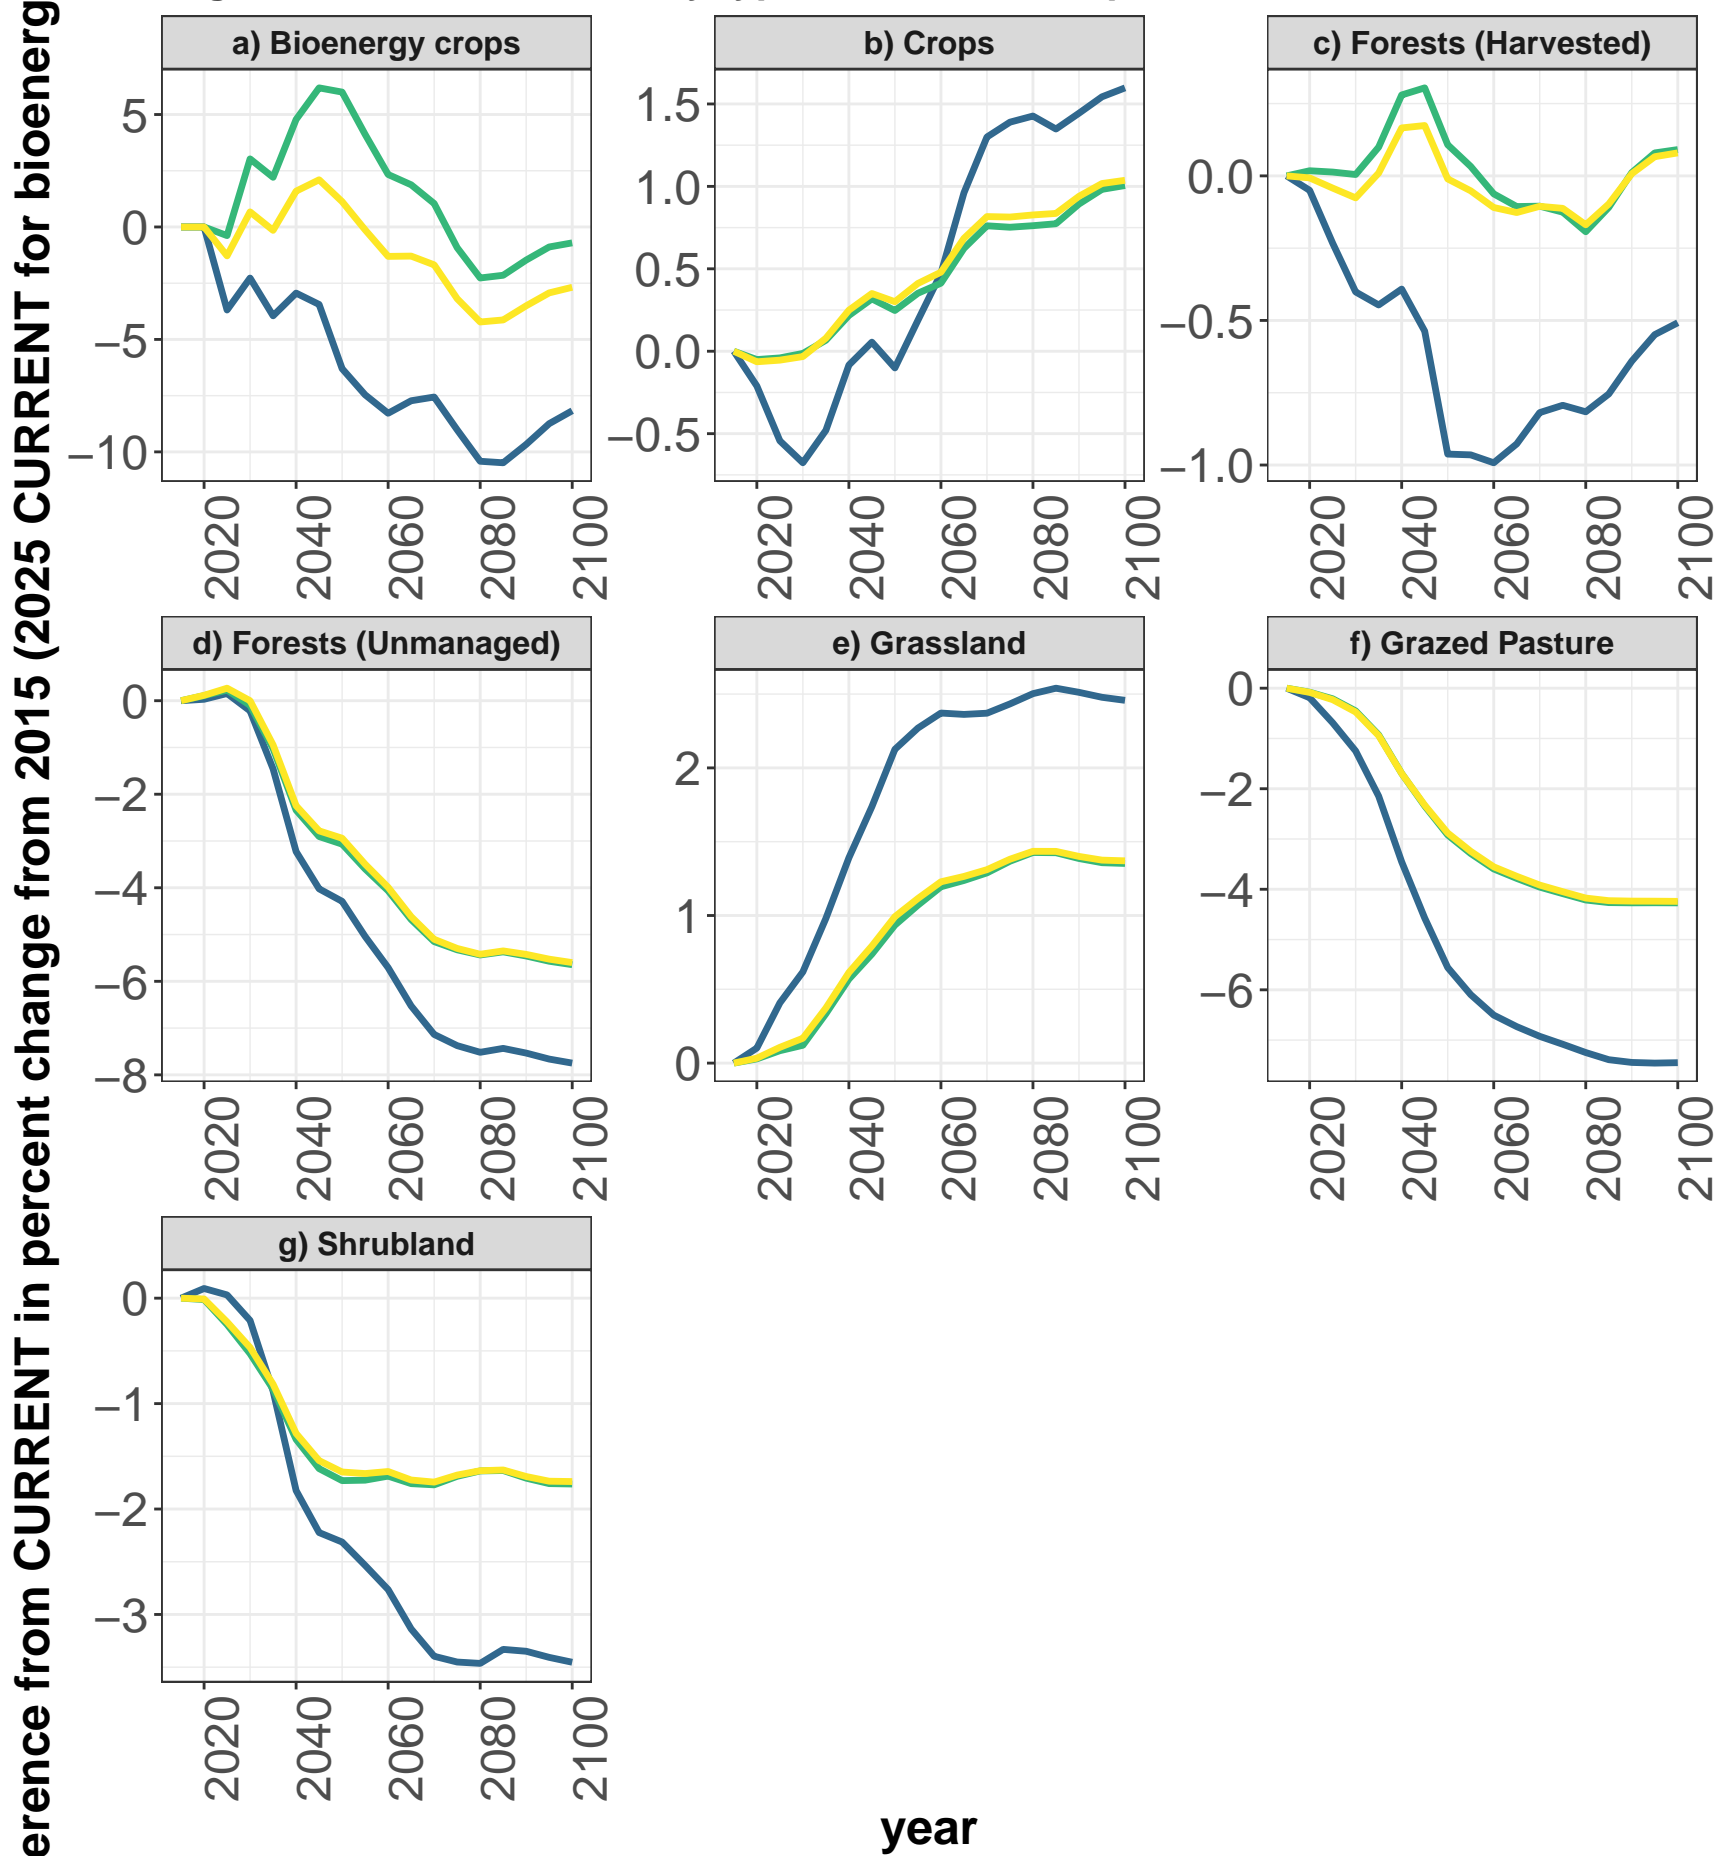 a) Bioenergy crops
b) Crops
c) Forests (Harvested)
5
0
−5
−10
1.5
1.0
0.5
0.0
−0.5
0.0
−0.5
−1.0
2020 2040 2060 2080 2100
2020 2040 2060 2080 2100
2020 2040 2060 2080 2100
d) Forests (Unmanaged)
e) Grassland
f) Grazed Pasture
0
−2
−4
−6
−8
2
1
0
0
−2
−4
−6
2020 2040 2060 2080 2100
2020 2040 2060 2080 2100
2020 2040 2060 2080 2100
g) Shrubland
0
−1
−2
−3
2020 2040 2060 2080 2100
year
erence from CURRENT in percent change from 2015 (2025 CURRENT for bioenerg